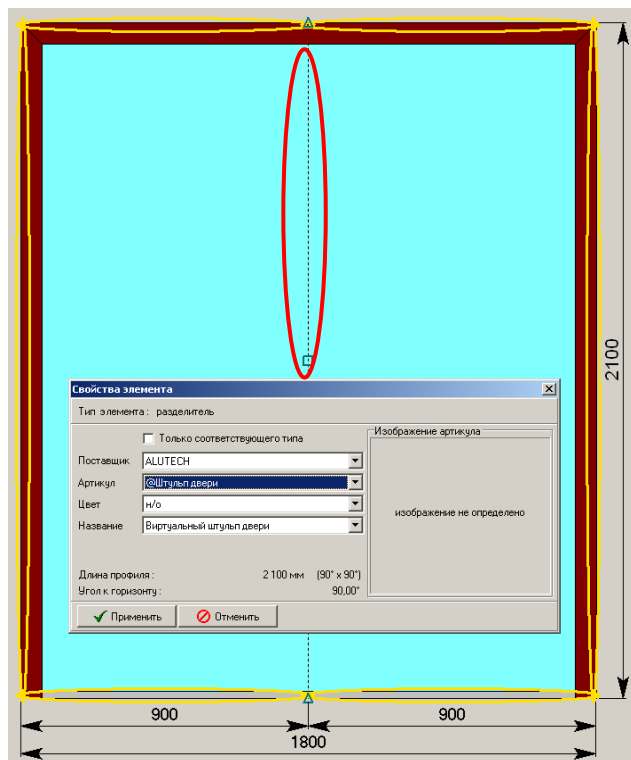 Свойства элемента
Тип элемента: разделитель
Только соответствующего типа
Изображение артикула
Поставщик ALUTECH
Артикул @Штульп двери
Цвет н/о
Название Виртуальный штульп двери
изображение не определено
Длина профиля: 2 100 мм (90° x 90°)
Угол к горизонту: 90,00°
Применить Отменить
2100
900 900
1800